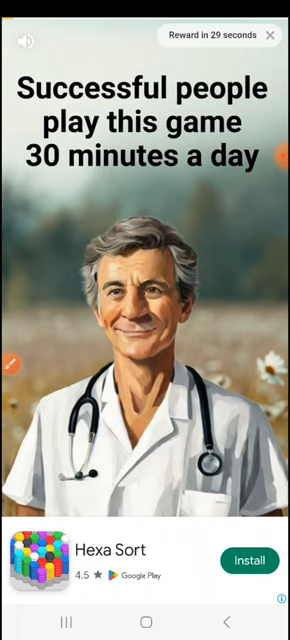 Reward in 29 seconds
Successful people
play this game
30 minutes a day
Hexa Sort
4.5 ★ Google Play
Install